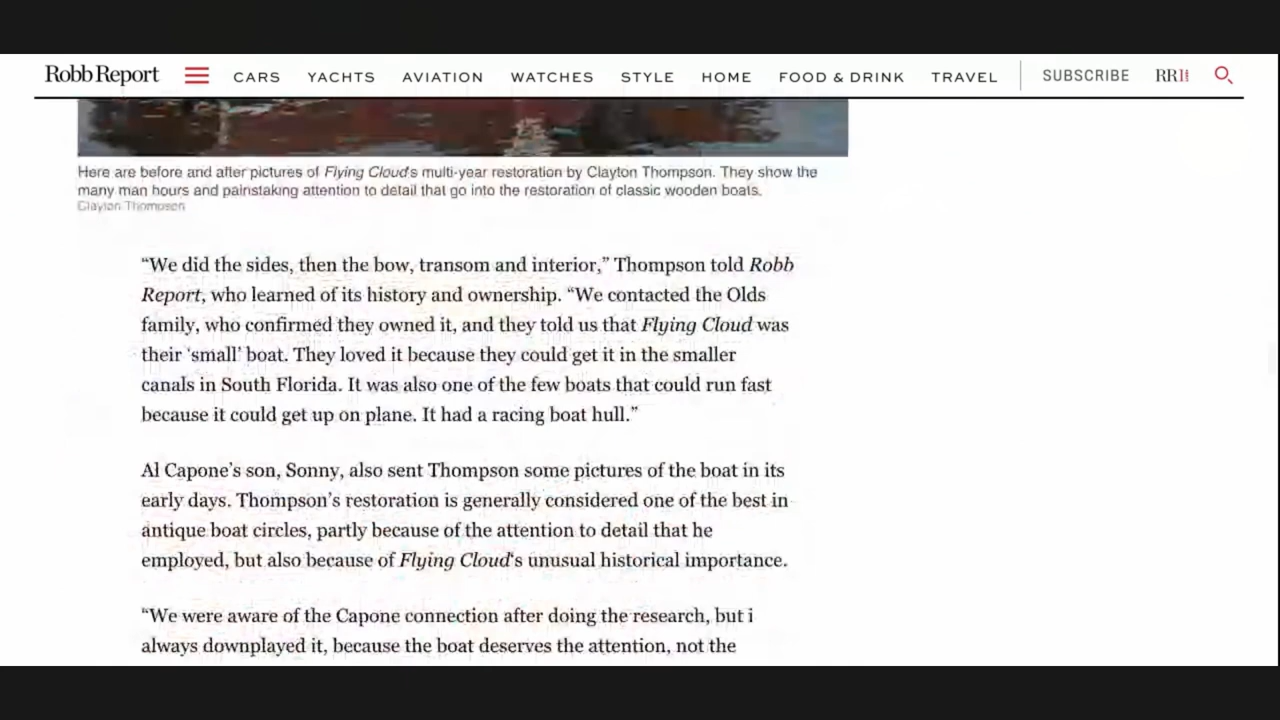 Robb Report CARS YACHTS AVIATION WATCHES STYLE HOME FOOD & DRINK TRAVEL SUBSCRIBE RR1
Here are before and after pictures of Flying Cloud's multi-year restoration by Clayton Thompson. They show the
many man hours and painstaking attention to detail that go into the restoration of classic wooden boats.
Clayton Thompson
“We did the sides, then the bow, transom and interior,” Thompson told Robb
Report, who learned of its history and ownership. “We contacted the Olds
family, who confirmed they owned it, and they told us that Flying Cloud was
their ‘small’ boat. They loved it because they could get it in the smaller
canals in South Florida. It was also one of the few boats that could run fast
because it could get up on plane. It had a racing boat hull.”
Al Capone’s son, Sonny, also sent Thompson some pictures of the boat in its
early days. Thompson’s restoration is generally considered one of the best in
antique boat circles, partly because of the attention to detail that he
employed, but also because of Flying Cloud‘s unusual historical importance.
“We were aware of the Capone connection after doing the research, but i
always downplayed it, because the boat deserves the attention, not the